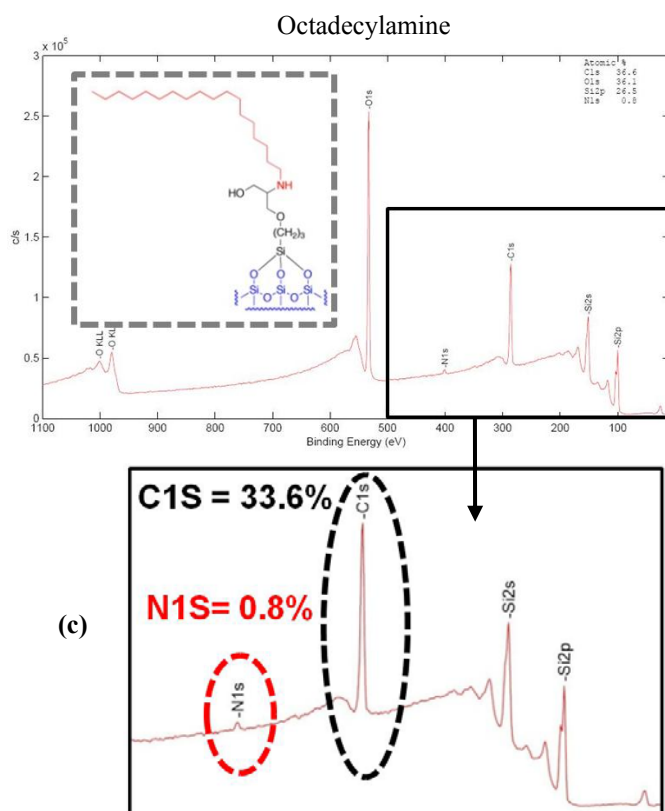 Octadecylamine
x 10⁵
3
2.5
2
1.5
1
0.5
0
c/s
Atomic %
C1s 36.6
O1s 36.1
Si2p 26.5
N1s 0.8
-O1s
-C1s
-Si2s
-Si2p
-N1s
-O KLL
-O KL
NH
HO
O
(CH₂)₃
Si
O O O
Si Si Si
O O O O
1100 1000 900 800 700 600 500 400 300 200 100
Binding Energy (eV)
C1S = 33.6%
N1S= 0.8%
(c)
-N1s
-C1s
-Si2s
-Si2p